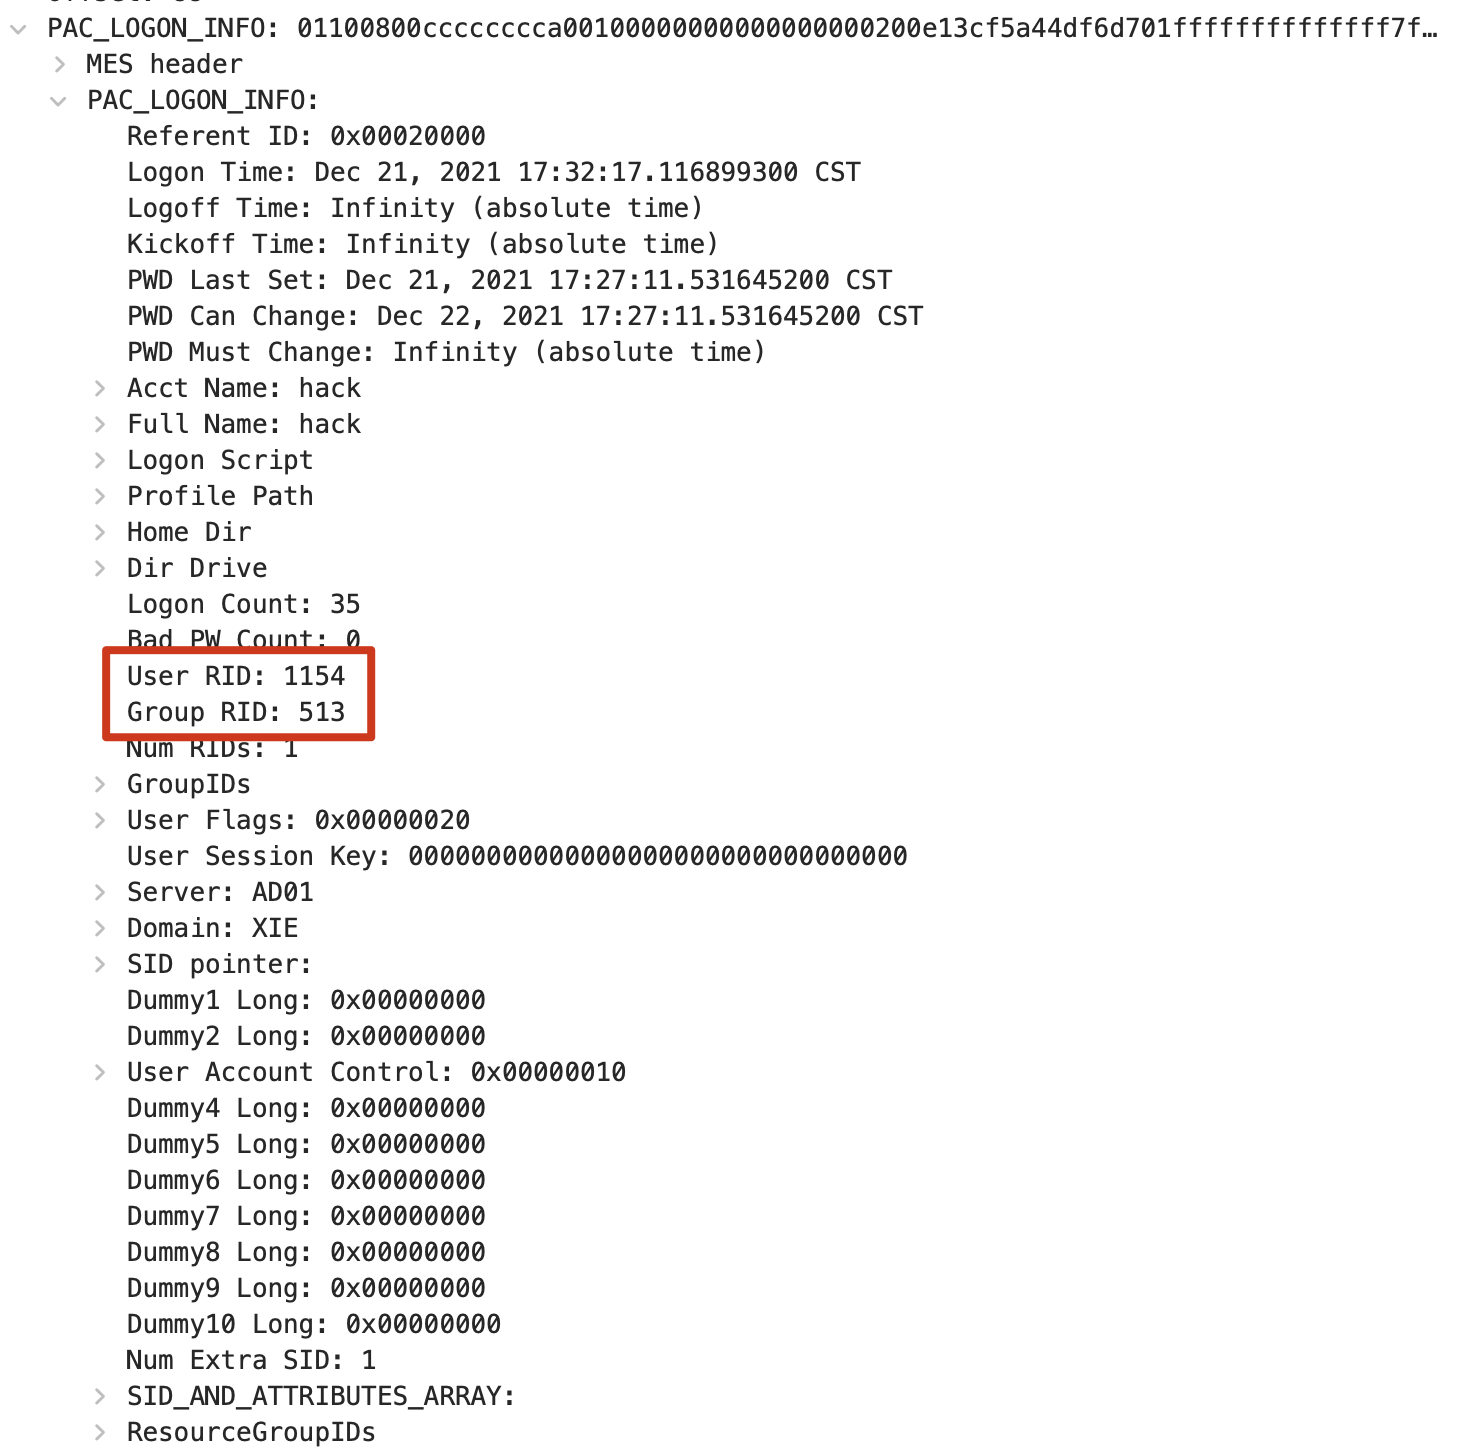 PAC_LOGON_INFO: 01100800cccccccca00100000000000000000200e13cf5a44df6d701ffffffffffffff7f…
MES header
PAC_LOGON_INFO:
Referent ID: 0x00020000
Logon Time: Dec 21, 2021 17:32:17.116899300 CST
Logoff Time: Infinity (absolute time)
Kickoff Time: Infinity (absolute time)
PWD Last Set: Dec 21, 2021 17:27:11.531645200 CST
PWD Can Change: Dec 22, 2021 17:27:11.531645200 CST
PWD Must Change: Infinity (absolute time)
Acct Name: hack
Full Name: hack
Logon Script
Profile Path
Home Dir
Dir Drive
Logon Count: 35
Bad PW Count: 0
User RID: 1154
Group RID: 513
Num RIDs: 1
GroupIDs
User Flags: 0x00000020
User Session Key: 00000000000000000000000000000000
Server: AD01
Domain: XIE
SID pointer:
Dummy1 Long: 0x00000000
Dummy2 Long: 0x00000000
User Account Control: 0x00000010
Dummy4 Long: 0x00000000
Dummy5 Long: 0x00000000
Dummy6 Long: 0x00000000
Dummy7 Long: 0x00000000
Dummy8 Long: 0x00000000
Dummy9 Long: 0x00000000
Dummy10 Long: 0x00000000
Num Extra SID: 1
SID_AND_ATTRIBUTES_ARRAY:
ResourceGroupIDs